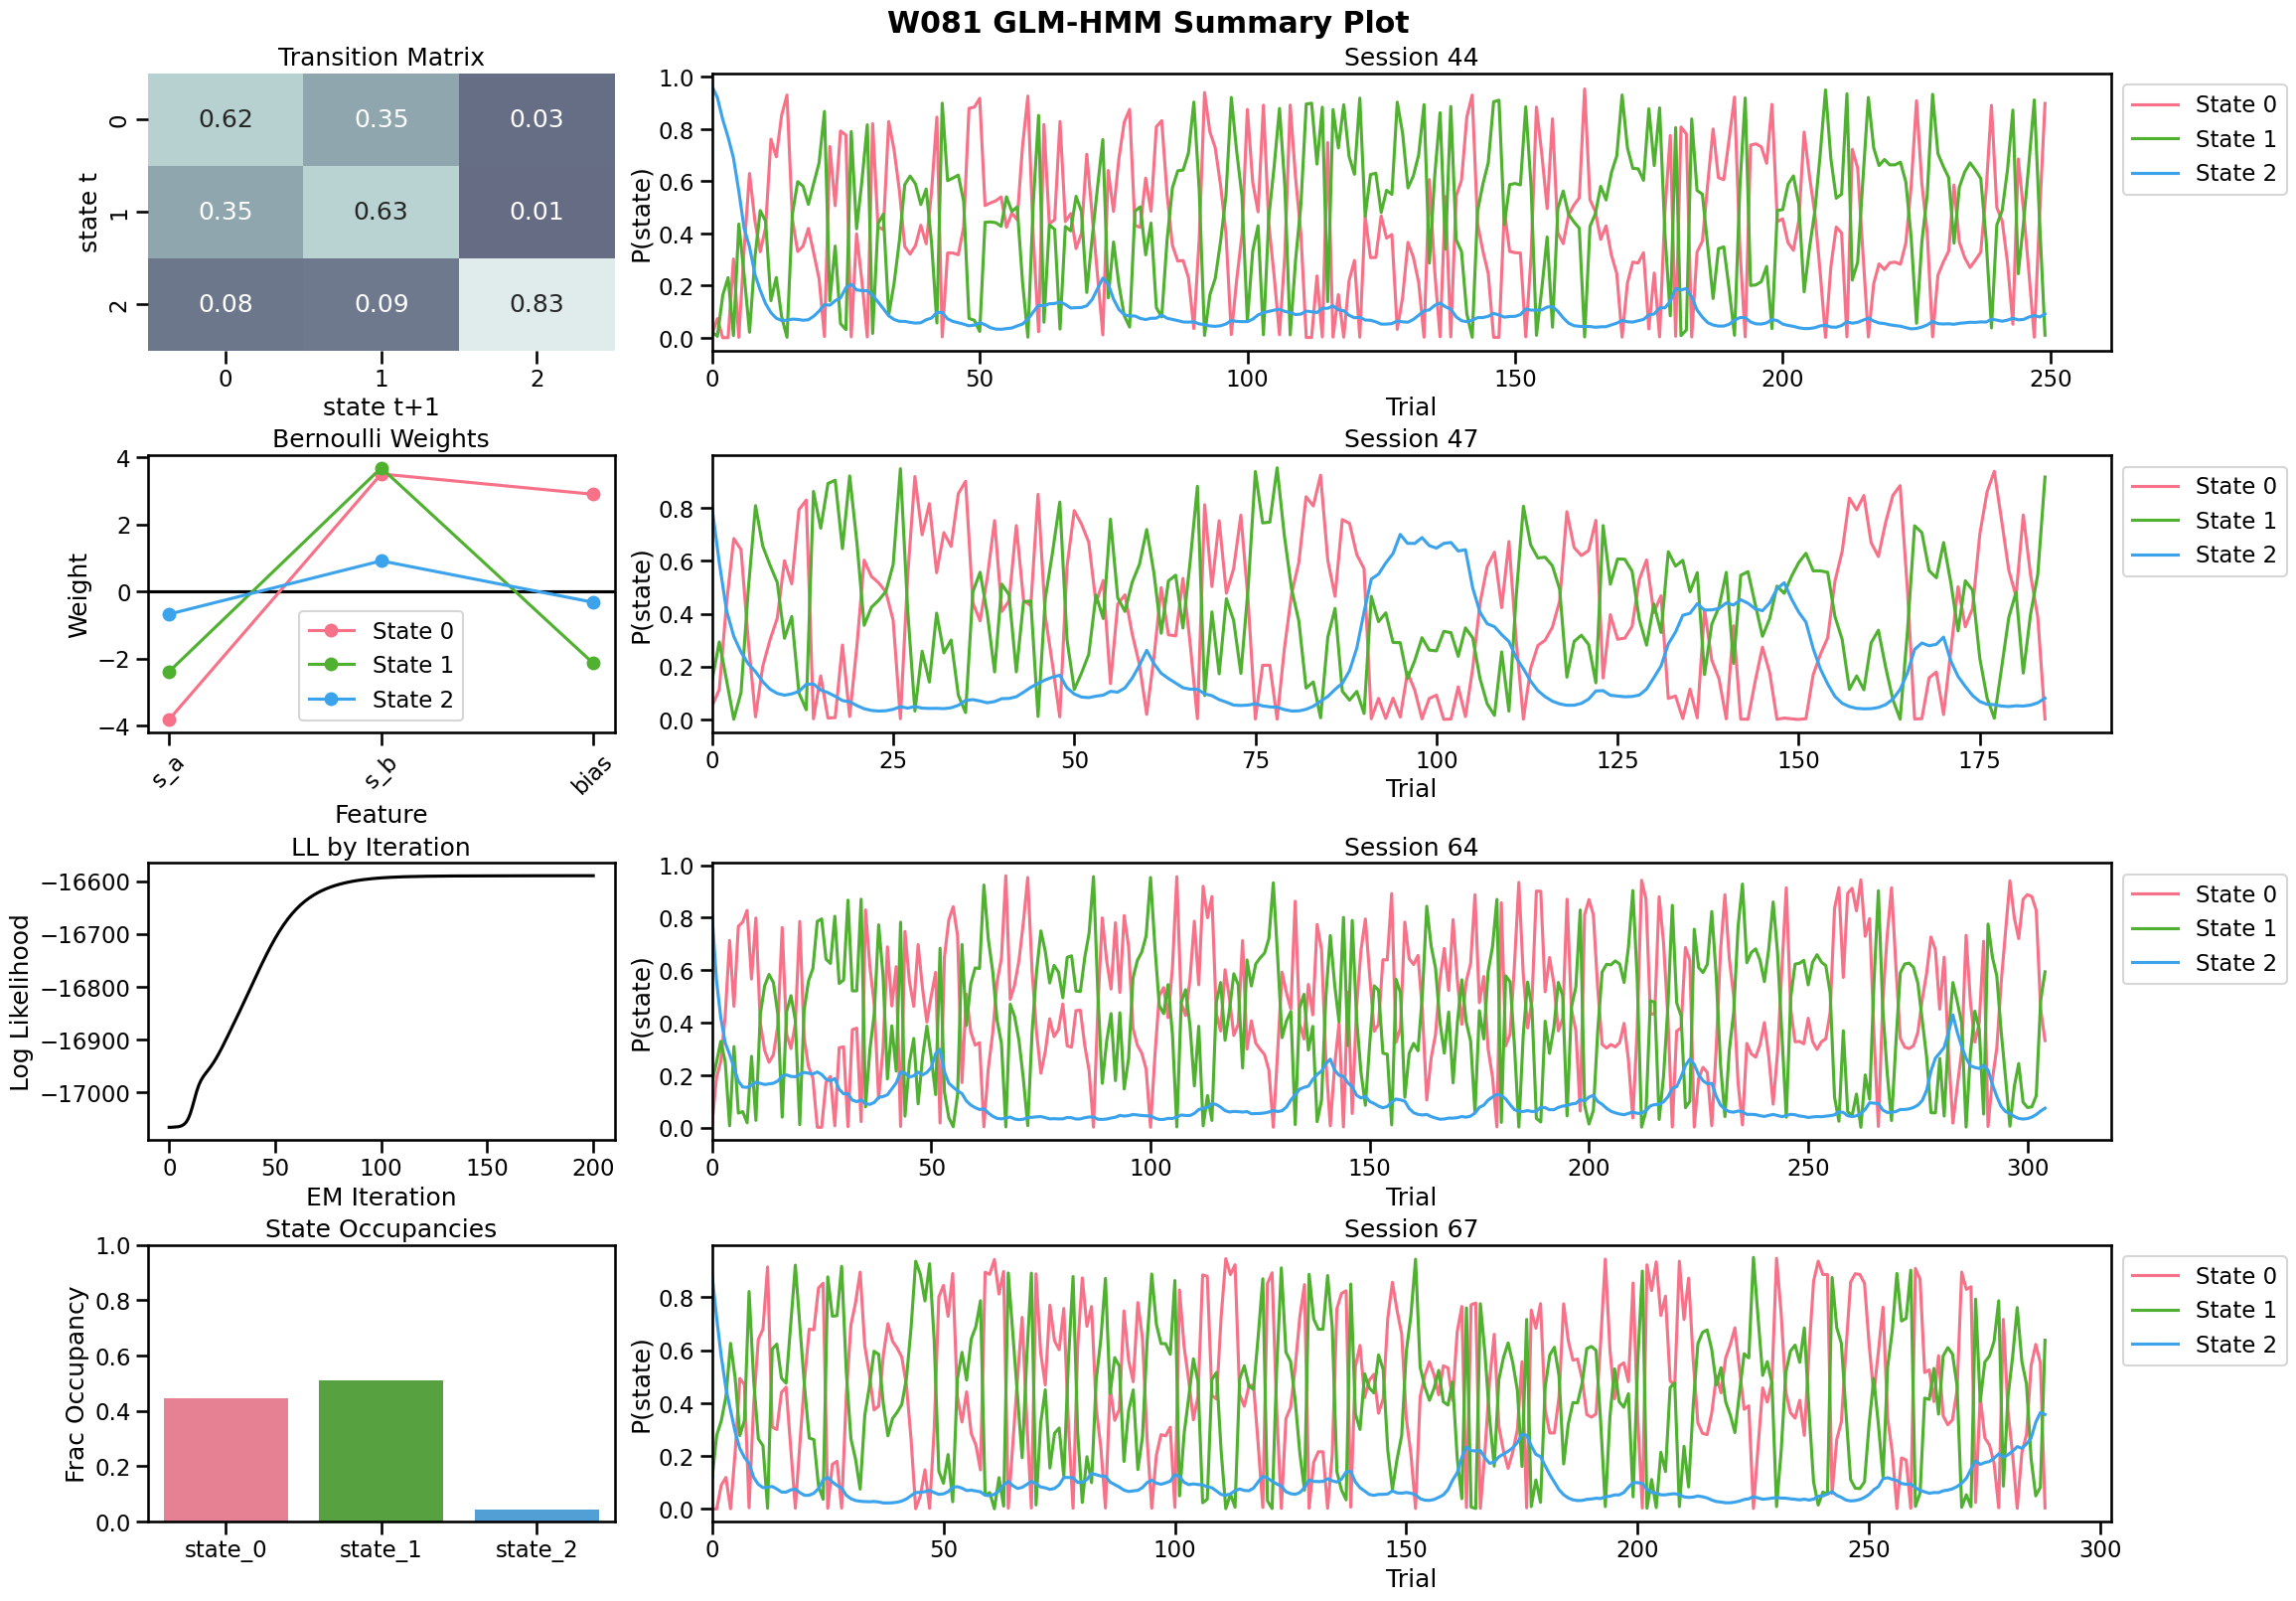 W081 GLM-HMM Summary Plot
Transition Matrix
0.62 0.35 0.03
0.35 0.63 0.01
0.08 0.09 0.83
0
1
2
state t
0 1 2
state t+1
Session 44
1.0
0.8
0.6
0.4
0.2
0.0
P(state)
0 50 100 150 200 250
Trial
State 0
State 1
State 2
Bernoulli Weights
4
2
0
−2
−4
Weight
State 0
State 1
State 2
s_a s_b bias
Feature
Session 47
0.8
0.6
0.4
0.2
0.0
P(state)
0 25 50 75 100 125 150 175
Trial
State 0
State 1
State 2
LL by Iteration
−16600
−16700
−16800
−16900
−17000
Log Likelihood
0 50 100 150 200
EM Iteration
Session 64
1.0
0.8
0.6
0.4
0.2
0.0
P(state)
0 50 100 150 200 250 300
Trial
State 0
State 1
State 2
State Occupancies
1.0
0.8
0.6
0.4
0.2
0.0
Frac Occupancy
state_0 state_1 state_2
Session 67
0.8
0.6
0.4
0.2
0.0
P(state)
0 50 100 150 200 250 300
Trial
State 0
State 1
State 2